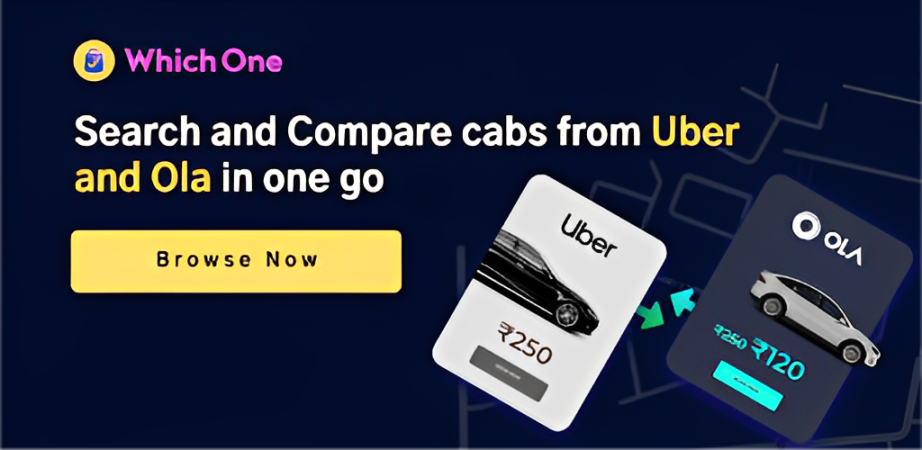 Which One
Search and Compare cabs from Uber
and Ola in one go
Browse Now
Uber
₹250
OLA
₹250 ₹120